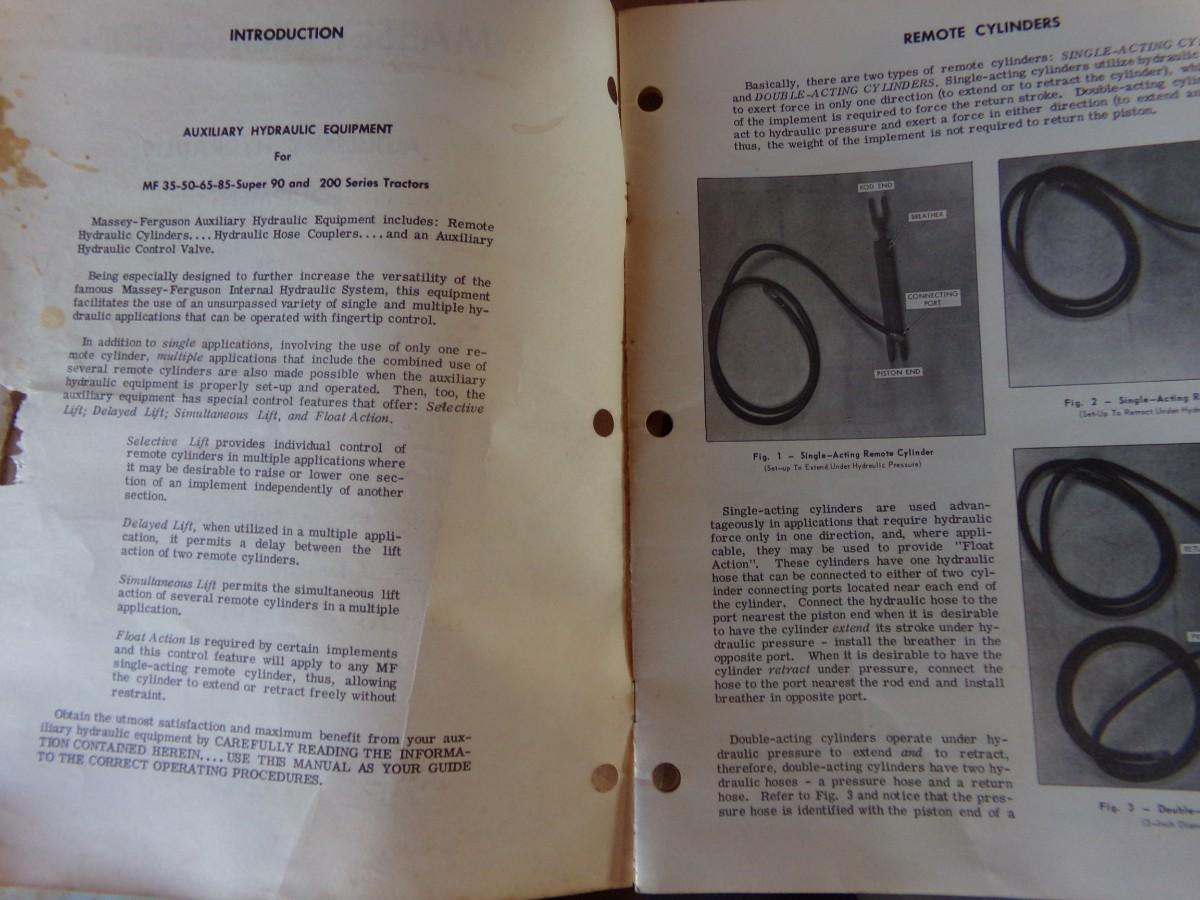 INTRODUCTION
AUXILIARY HYDRAULIC EQUIPMENT
For
MF 35-50-65-85-Super 90 and 200 Series Tractors
Massey-Ferguson Auxiliary Hydraulic Equipment includes: Remote
Hydraulic Cylinders....Hydraulic Hose Couplers....and an Auxiliary
Hydraulic Control Valve.
Being especially designed to further increase the versatility of the
famous Massey-Ferguson Internal Hydraulic System, this equipment
facilitates the use of an unsurpassed variety of single and multiple hy-
draulic applications that can be operated with fingertip control.
In addition to single applications, involving the use of only one re-
mote cylinder, multiple applications that include the combined use of
several remote cylinders are also made possible when the auxiliary
hydraulic equipment is properly set-up and operated. Then, too, the
auxiliary equipment has special control features that offer: Selective
Lift; Delayed Lift; Simultaneous Lift, and Float Action.
Selective Lift provides individual control of
remote cylinders in multiple applications where
it may be desirable to raise or lower one sec-
tion of an implement independently of another
section.
Delayed Lift, when utilized in a multiple appli-
cation, it permits a delay between the lift
action of two remote cylinders.
Simultaneous Lift permits the simultaneous lift
action of several remote cylinders in a multiple
application.
Float Action is required by certain implements
and this control feature will apply to any MF
single-acting remote cylinder, thus, allowing
the cylinder to extend or retract freely without
restraint.
Obtain the utmost satisfaction and maximum benefit from your aux-
iliary hydraulic equipment by CAREFULLY READING THE INFORMA-
TION CONTAINED HEREIN....USE THIS MANUAL AS YOUR GUIDE
TO THE CORRECT OPERATING PROCEDURES.
REMOTE CYLINDERS
Basically, there are two types of remote cylinders: SINGLE-ACTING CY
and DOUBLE-ACTING CYLINDERS. Single-acting cylinders utilize hydraulic
to exert force in only one direction (to extend or to retract the cylinder), whi
of the implement is required to force the return stroke. Double-acting cylin
act to hydraulic pressure and exert a force in either direction (to extend an
thus, the weight of the implement is not required to return the piston.
ROD END
BREATHER
CONNECTING
PORT
PISTON END
Fig. 1 - Single-Acting Remote Cylinder
(Set-up To Extend Under Hydraulic Pressure)
Fig. 2 - Single-Acting R
(Set-Up To Retract Under Hydr
Single-acting cylinders are used advan-
tageously in applications that require hydraulic
force only in one direction, and, where appli-
cable, they may be used to provide "Float
Action". These cylinders have one hydraulic
hose that can be connected to either of two cyl-
inder connecting ports located near each end of
the cylinder. Connect the hydraulic hose to the
port nearest the piston end when it is desirable
to have the cylinder extend its stroke under hy-
draulic pressure - install the breather in the
opposite port. When it is desirable to have the
cylinder retract under pressure, connect the
hose to the port nearest the rod end and install
breather in opposite port.
Double-acting cylinders operate under hy-
draulic pressure to extend and to retract,
therefore, double-acting cylinders have two hy-
draulic hoses - a pressure hose and a return
hose. Refer to Fig. 3 and notice that the pres-
sure hose is identified with the piston end of a
Fig. 3 - Double-